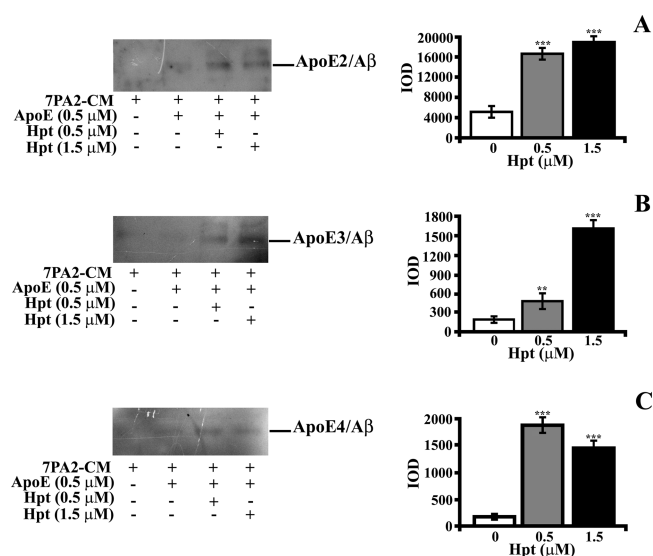 A
ApoE2/Aβ
7PA2-CM + + + +
ApoE (0.5 μM) - + + +
Hpt (0.5 μM) - - + -
Hpt (1.5 μM) - - - +
IOD
20000
16000
12000
8000
4000
0
***
***
0 0.5 1.5
Hpt (μM)
B
ApoE3/Aβ
7PA2-CM + + + +
ApoE (0.5 μM) - + + +
Hpt (0.5 μM) - - + -
Hpt (1.5 μM) - - - +
IOD
1800
1500
1200
900
600
300
0
**
***
0 0.5 1.5
Hpt (μM)
C
ApoE4/Aβ
7PA2-CM + + + +
ApoE (0.5 μM) - + + +
Hpt (0.5 μM) - - + -
Hpt (1.5 μM) - - - +
IOD
2000
1500
1000
500
0
***
***
0 0.5 1.5
Hpt (μM)